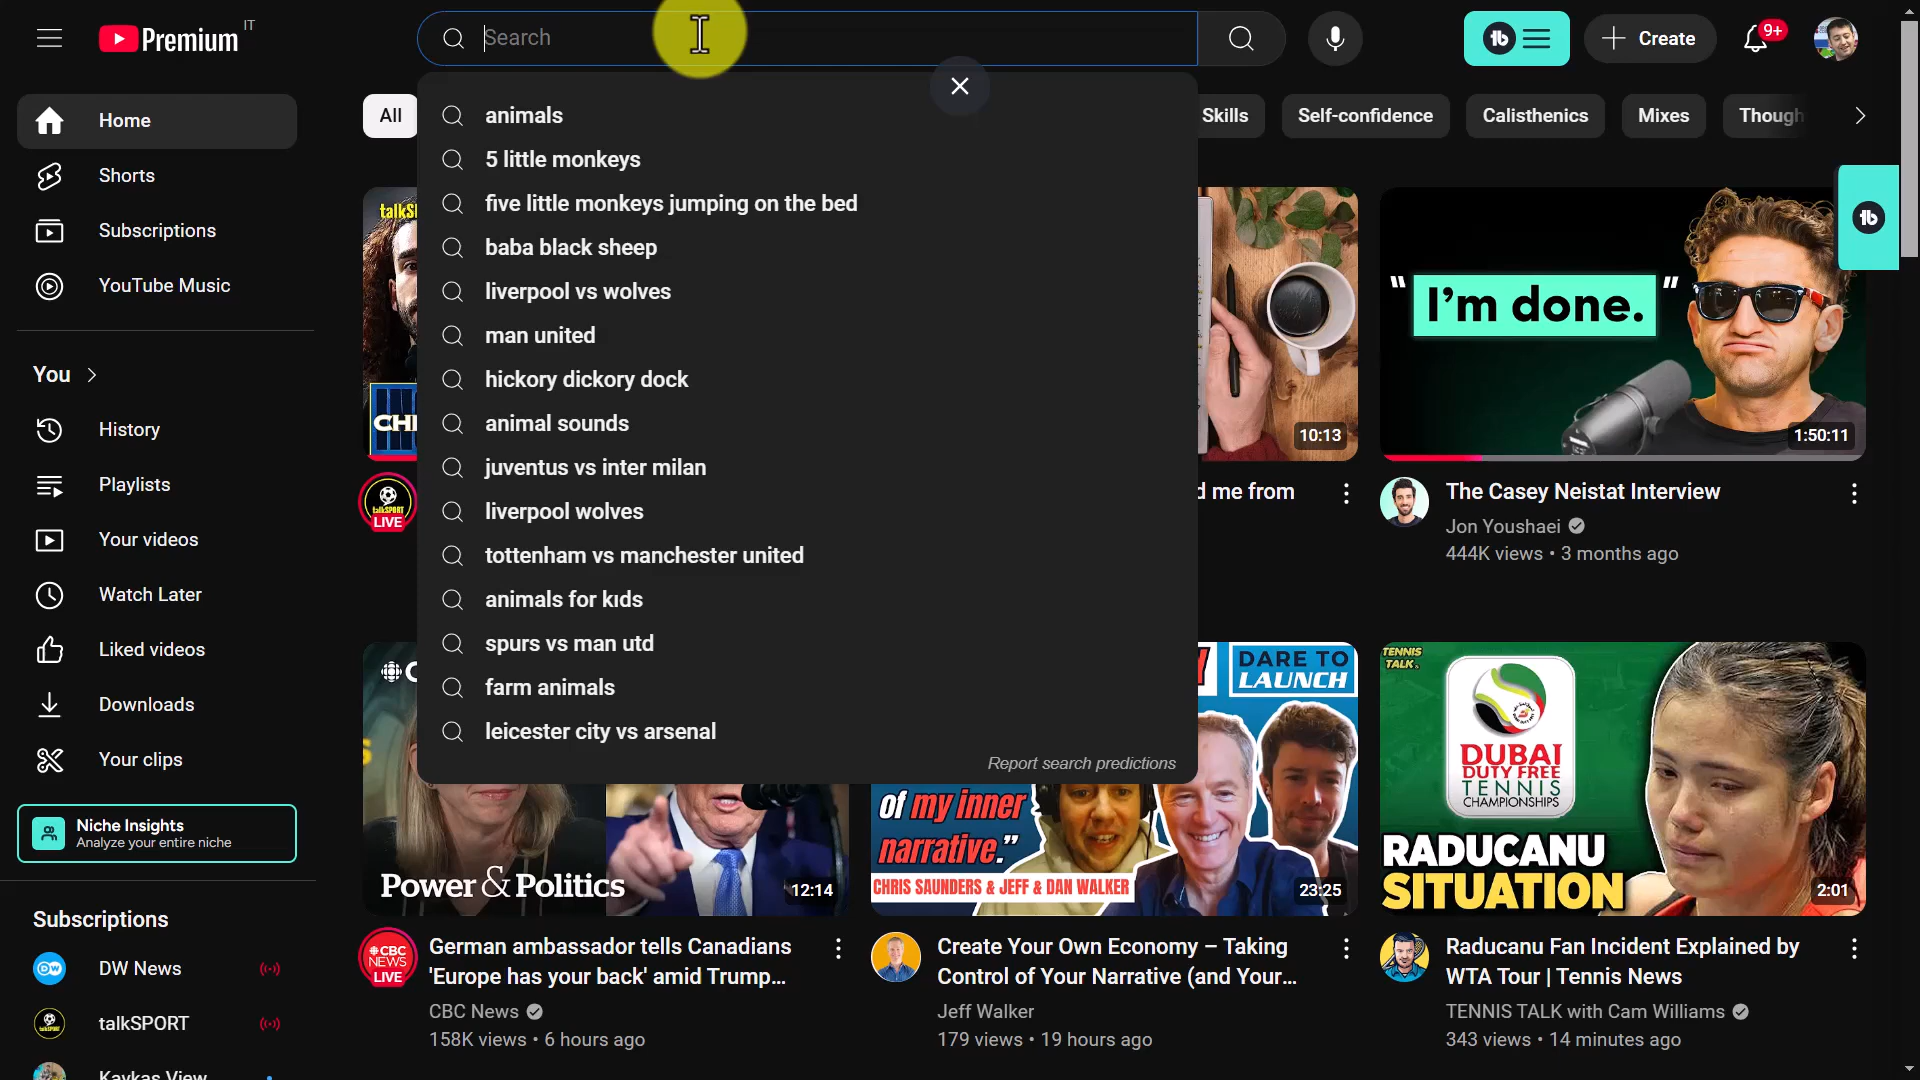 Premium IT
Search
Create
9+
Home
Shorts
Subscriptions
YouTube Music
You
History
Playlists
Your videos
Watch Later
Liked videos
Downloads
Your clips
Niche Insights
Analyze your entire niche
Subscriptions
DW News
talkSPORT
Kaykas View
All
Skills
Self-confidence
Calisthenics
Mixes
Though
animals
5 little monkeys
five little monkeys jumping on the bed
baba black sheep
liverpool vs wolves
man united
hickory dickory dock
animal sounds
juventus vs inter milan
liverpool wolves
tottenham vs manchester united
animals for kıds
spurs vs man utd
farm animals
leicester city vs arsenal
Report search predictions
talkS
CHE
talkSPORT
LIVE
10:13
d me from
" I'm done. "
1:50:11
The Casey Neistat Interview
Jon Youshaei
444K views • 3 months ago
C
Power & Politics
12:14
CBC
NEWS
LIVE
German ambassador tells Canadians
'Europe has your back' amid Trump...
CBC News
158K views • 6 hours ago
DARE TO
LAUNCH
of my inner
narrative."
CHRIS SAUNDERS & JEFF & DAN WALKER
23:25
Create Your Own Economy – Taking
Control of Your Narrative (and Your...
Jeff Walker
179 views • 19 hours ago
TENNIS
TALK
DUBAI
DUTY FREE
TENNIS
CHAMPIONSHIPS
RADUCANU
SITUATION
2:01
Raducanu Fan Incident Explained by
WTA Tour | Tennis News
TENNIS TALK with Cam Williams
343 views • 14 minutes ago